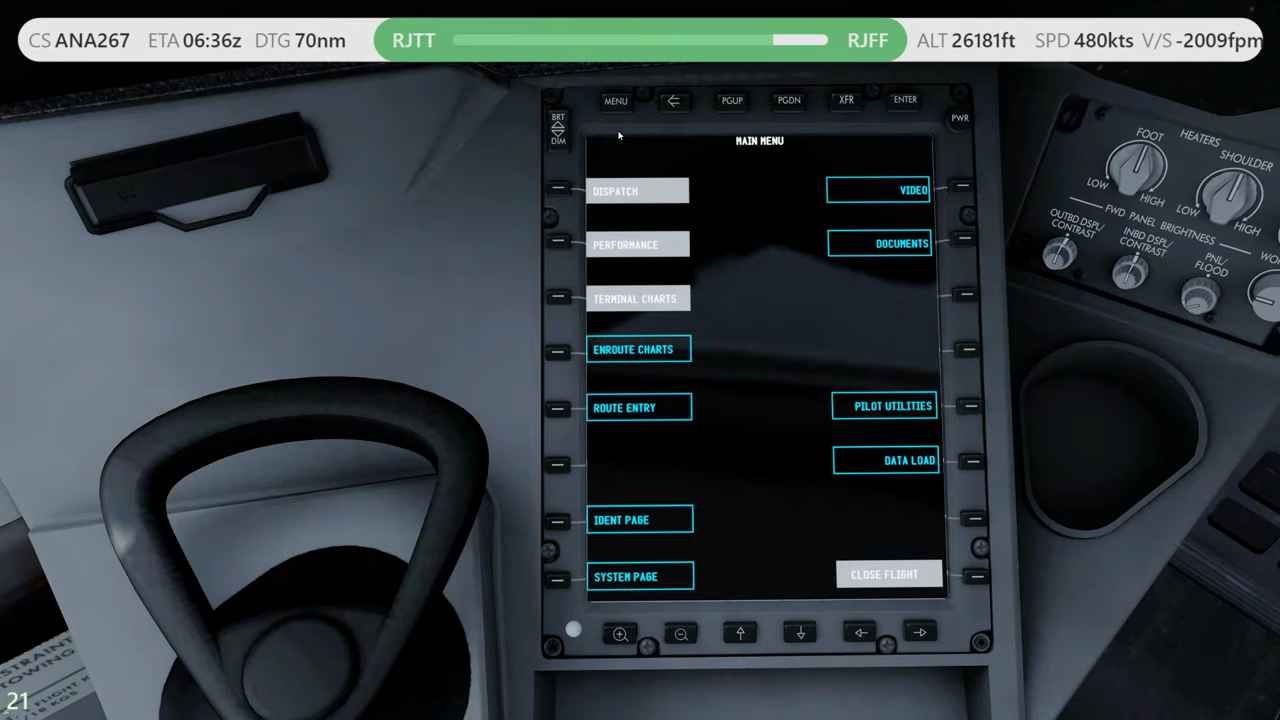 CS ANA267 ETA 06:36z DTG 70nm RJTT RJFF ALT 26181ft SPD 480kts V/S -2009fpm
MENU PGUP PGDN XFR ENTER
BRT
DIM
PWR
MAIN MENU
DISPATCH
VIDEO
PERFORMANCE
DOCUMENTS
TERMINAL CHARTS
ENROUTE CHARTS
ROUTE ENTRY
PILOT UTILITIES
DATA LOAD
IDENT PAGE
SYSTEM PAGE
CLOSE FLIGHT
HEATERS
FOOT
SHOULDER
LOW
HIGH
LOW
HIGH
FWD PANEL BRIGHTNESS
OUTBD DSPL/
CONTRAST
INBD DSPL/
CONTRAST
PNL/
FLOOD
TOWING
FLIGHT
KGS
21